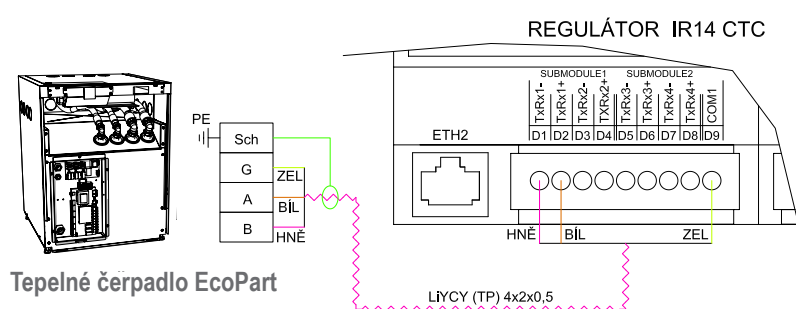 REGULÁTOR IR14 CTC
SUBMODULE1 SUBMODULE2
TxRx1- TxRx1+ TxRx2- TxRx2+ TxRx3- TxRx3+ TxRx4- TxRx4+ COM1
ETH2 D1 D2 D3 D4 D5 D6 D7 D8 D9
PE
Sch
G ZEL
A BÍL
B HNĚ
HNĚ BÍL ZEL
Tepelné čerpadlo EcoPart
LiYCY (TP) 4x2x0,5